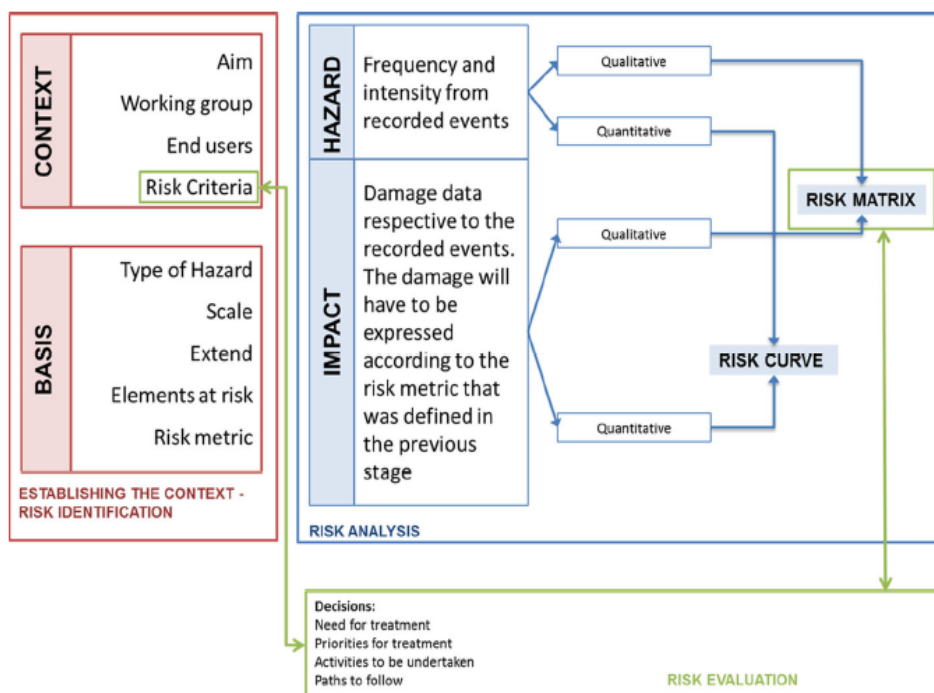 CONTEXT
Aim
Working group
End users
Risk Criteria
BASIS
Type of Hazard
Scale
Extend
Elements at risk
Risk metric
ESTABLISHING THE CONTEXT -
RISK IDENTIFICATION
HAZARD
Frequency and
intensity from
recorded events
IMPACT
Damage data
respective to the
recorded events.
The damage will
have to be
expressed
according to the
risk metric that
was defined in
the previous
stage
Qualitative
Quantitative
Qualitative
Quantitative
RISK MATRIX
RISK CURVE
RISK ANALYSIS
Decisions:
Need for treatment
Priorities for treatment
Activities to be undertaken
Paths to follow
RISK EVALUATION